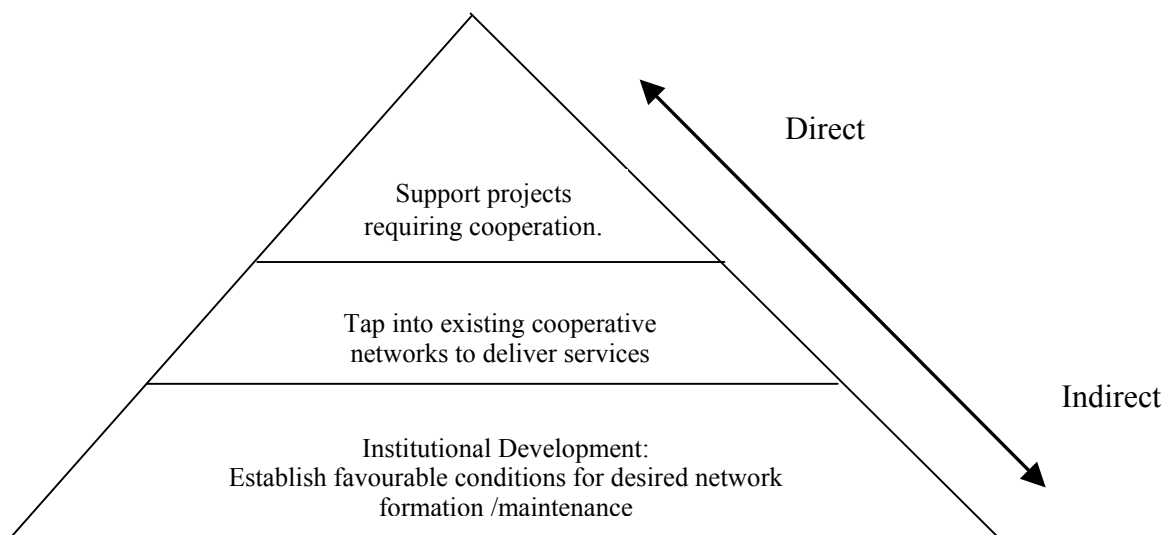 Direct
Support projects
requiring cooperation.
Tap into existing cooperative
networks to deliver services
Indirect
Institutional Development:
Establish favourable conditions for desired network
formation /maintenance